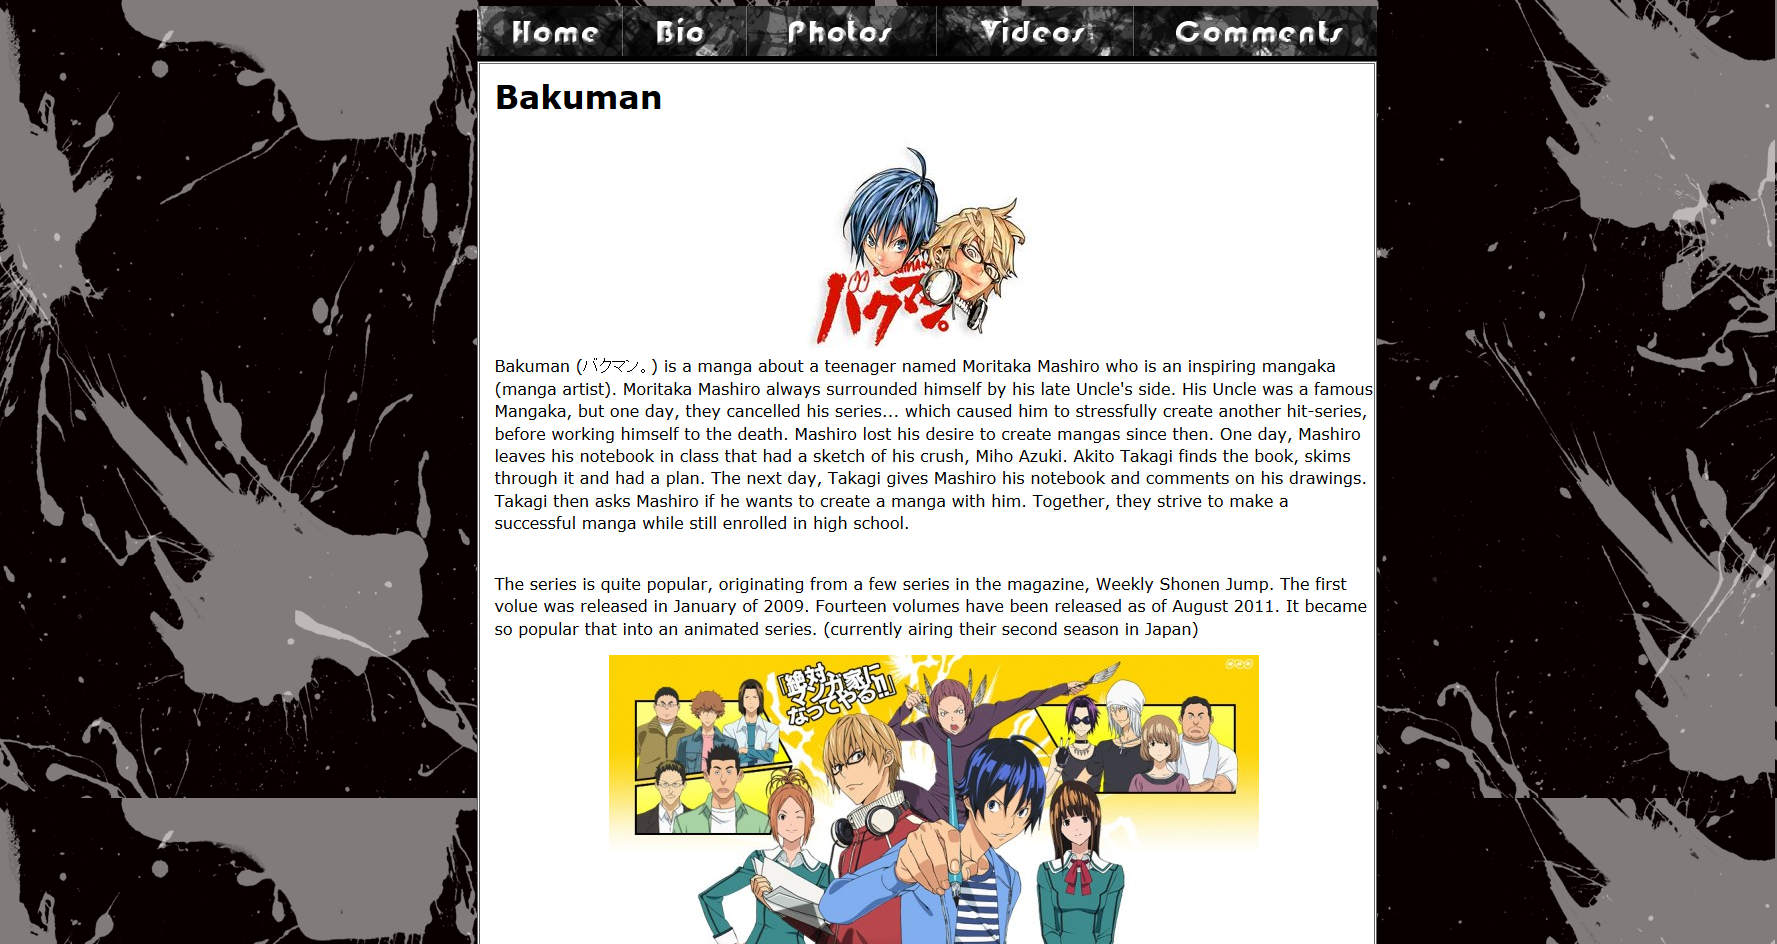 Home Bio Photos Videos Comments
Bakuman
バクマン。
Bakuman (バクマン。) is a manga about a teenager named Moritaka Mashiro who is an inspiring mangaka
(manga artist). Moritaka Mashiro always surrounded himself by his late Uncle's side. His Uncle was a famous
Mangaka, but one day, they cancelled his series... which caused him to stressfully create another hit-series,
before working himself to the death. Mashiro lost his desire to create mangas since then. One day, Mashiro
leaves his notebook in class that had a sketch of his crush, Miho Azuki. Akito Takagi finds the book, skims
through it and had a plan. The next day, Takagi gives Mashiro his notebook and comments on his drawings.
Takagi then asks Mashiro if he wants to create a manga with him. Together, they strive to make a
successful manga while still enrolled in high school.
The series is quite popular, originating from a few series in the magazine, Weekly Shonen Jump. The first
volue was released in January of 2009. Fourteen volumes have been released as of August 2011. It became
so popular that into an animated series. (currently airing their second season in Japan)
NHK
『絶対
マンガ家に
なってやる!!』